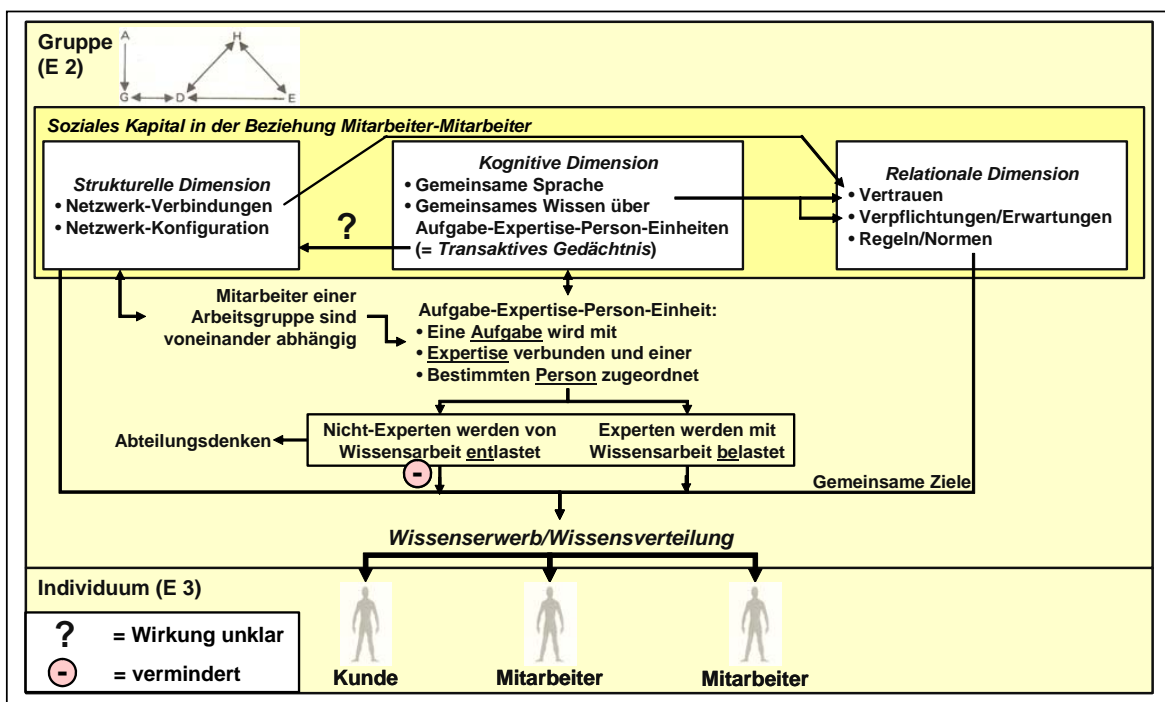 Gruppe
(E 2)
A
H
G
D
E
Soziales Kapital in der Beziehung Mitarbeiter-Mitarbeiter
Strukturelle Dimension
• Netzwerk-Verbindungen
• Netzwerk-Konfiguration
?
Kognitive Dimension
• Gemeinsame Sprache
• Gemeinsames Wissen über
Aufgabe-Expertise-Person-Einheiten
(= Transaktives Gedächtnis)
Relationale Dimension
• Vertrauen
• Verpflichtungen/Erwartungen
• Regeln/Normen
Mitarbeiter einer
Arbeitsgruppe sind
voneinander abhängig
Aufgabe-Expertise-Person-Einheit:
• Eine Aufgabe wird mit
• Expertise verbunden und einer
• Bestimmten Person zugeordnet
Abteilungsdenken
Nicht-Experten werden von
Wissensarbeit entlastet
Experten werden mit
Wissensarbeit belastet
-
Gemeinsame Ziele
Wissenserwerb/Wissensverteilung
Individuum (E 3)
? = Wirkung unklar
- = vermindert
Kunde
Mitarbeiter
Mitarbeiter